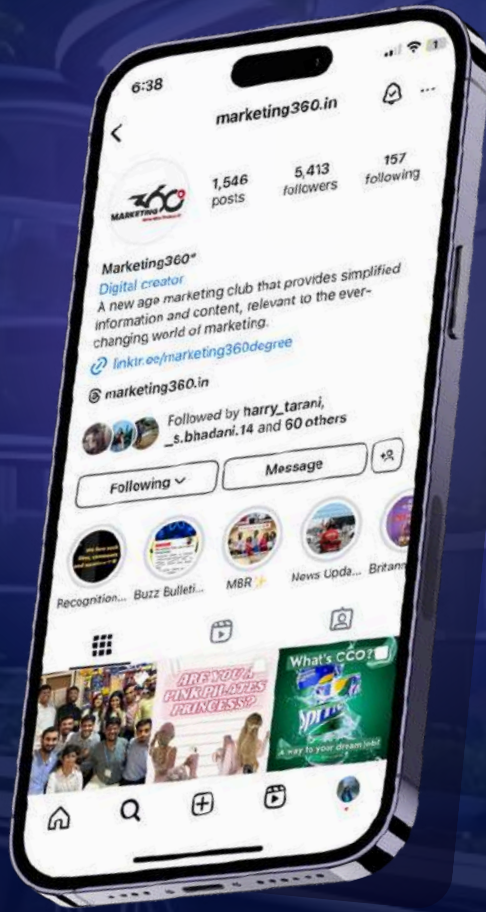 6:38
marketing360.in
360
MARKETING
1,546 posts
5,413 followers
157 following
Marketing360°
Digital creator
A new age marketing club that provides simplified
information and content, relevant to the ever-
changing world of marketing.
linktr.ee/marketing360degree
marketing360.in
Followed by harry_tarani,
_s.bhadani.14 and 60 others
Following
Message
Recognition...
Buzz Bulleti...
MBR
News Upda...
Britann
ARE YOU A
PINK PILATES
PRINCESS?
What's CCO?
Sprite
A way to your dream job!